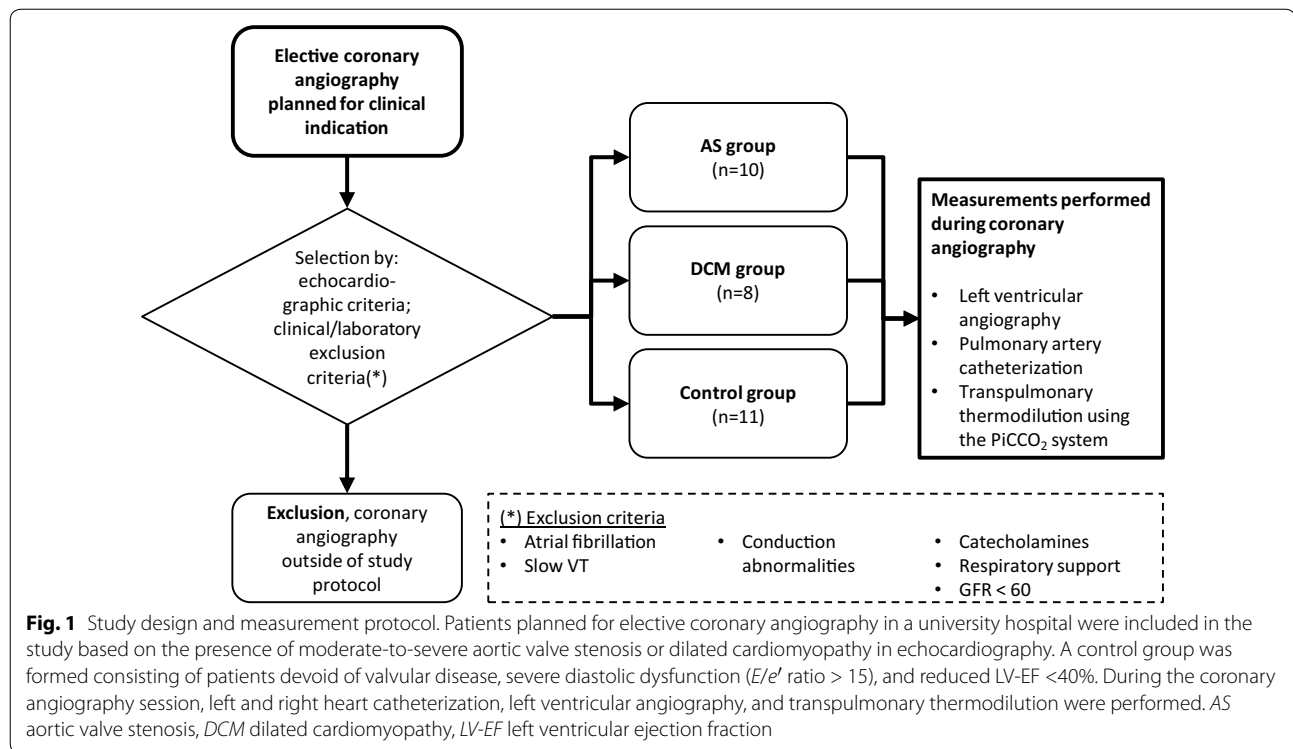 Elective coronary
angiography
planned for clinical
indication
Selection by:
echocardio-
graphic criteria;
clinical/laboratory
exclusion
criteria(*)
Exclusion, coronary
angiography
outside of study
protocol
AS group
(n=10)
DCM group
(n=8)
Control group
(n=11)
Measurements performed
during coronary
angiography
• Left ventricular
angiography
• Pulmonary artery
catheterization
• Transpulmonary
thermodilution using
the PiCCO₂ system
(*) Exclusion criteria
• Atrial fibrillation
• Slow VT
• Conduction
abnormalities
• Catecholamines
• Respiratory support
• GFR < 60
Fig. 1 Study design and measurement protocol. Patients planned for elective coronary angiography in a university hospital were included in the
study based on the presence of moderate-to-severe aortic valve stenosis or dilated cardiomyopathy in echocardiography. A control group was
formed consisting of patients devoid of valvular disease, severe diastolic dysfunction (E/e′ ratio > 15), and reduced LV-EF <40%. During the coronary
angiography session, left and right heart catheterization, left ventricular angiography, and transpulmonary thermodilution were performed. AS
aortic valve stenosis, DCM dilated cardiomyopathy, LV-EF left ventricular ejection fraction